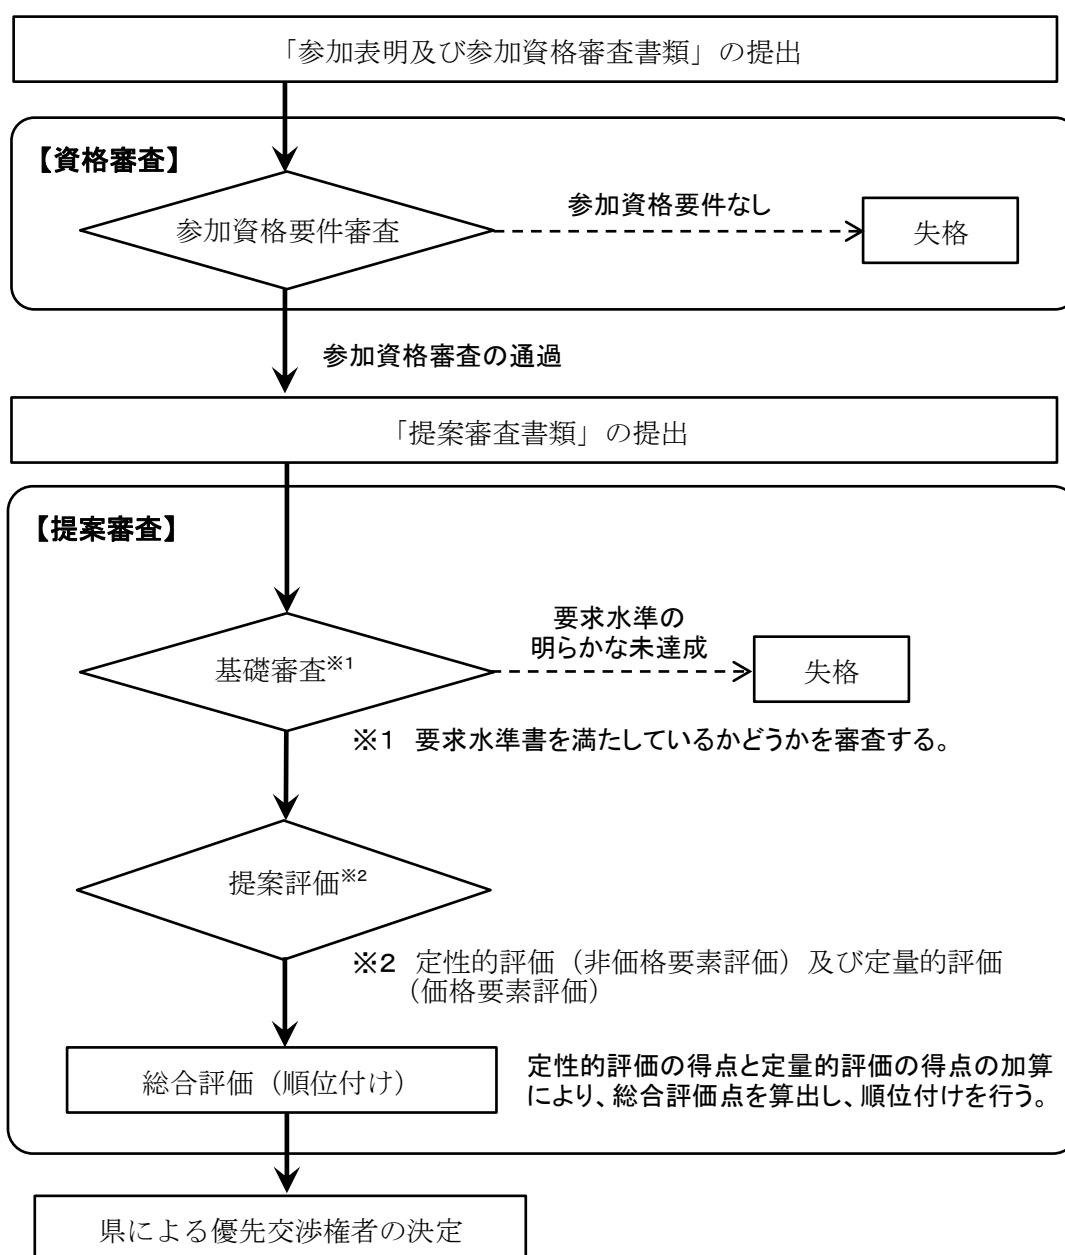 「参加表明及び参加資格審査書類」の提出
【資格審査】
参加資格要件審査
参加資格要件なし
失格
参加資格審査の通過
「提案審査書類」の提出
【提案審査】
基礎審査※1
要求水準の
明らかな未達成
失格
※1 要求水準書を満たしているかどうかを審査する。
提案評価※2
※2 定性的評価（非価格要素評価）及び定量的評価
（価格要素評価）
総合評価（順位付け）
定性的評価の得点と定量的評価の得点の加算
により、総合評価点を算出し、順位付けを行う。
県による優先交渉権者の決定